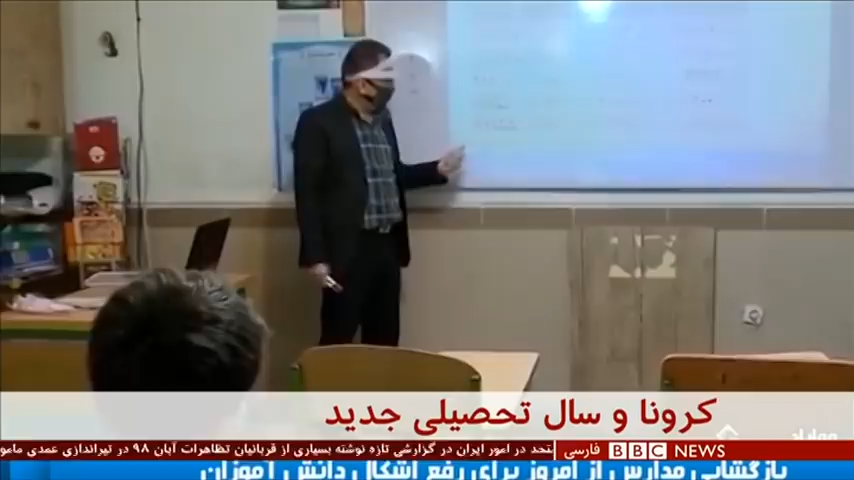 کرونا و سال تحصیلی جدید
BBC NEWS فارسی
تحد در امور ایران در گزارشی تازه نوشته بسیاری از قربانیان تظاهرات آبان ۹۸ در تیراندازی عمدی مامو
بازگشایی مدارس از امروز برای رفع اشکال دانش آموزان